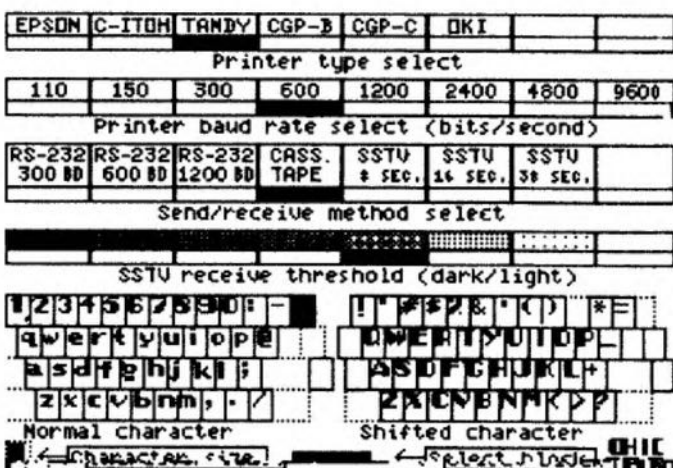 EPSON C-ITOH TANDY CGP-B CGP-C OKI
Printer type select
110 150 300 600 1200 2400 4800 9600
Printer baud rate select (bits/second)
RS-232 RS-232 RS-232 CASS. SSTV SSTV SSTV
300 BD 600 BD 1200 BD TAPE 8 SEC. 16 SEC. 38 SEC.
Send/receive method select
SSTV receive threshold (dark/light)
1 2 3 4 5 6 7 8 9 0 : - ! " # $ % & ' ( ) * =
q w e r t y u i o p @ Q W E R T Y U I O P _
a s d f g h j k l ; A S D F G H J K L +
z x c v b n m , . / Z X C V B N M < > ?
Normal character Shifted character
Character size Select block